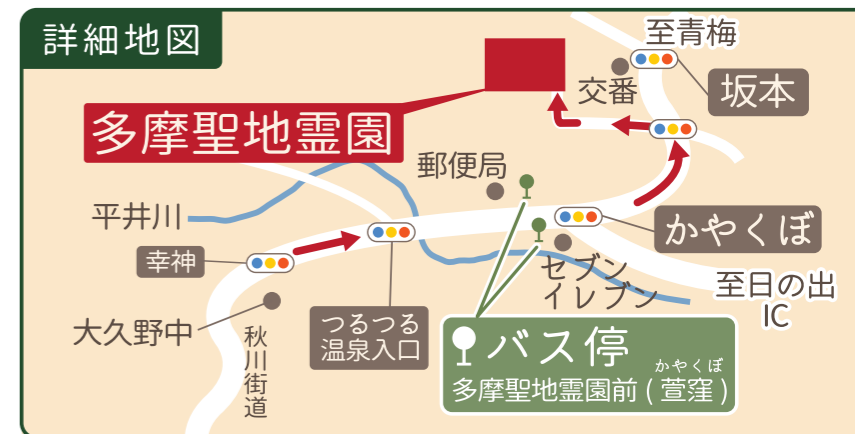 詳細地図
至青梅
交番
坂本
多摩聖地霊園
郵便局
平井川
かやくぼ
幸神
セブン
イレブン
至日の出
IC
大久野中
つるつる
温泉入口
秋川街道
バス停
かやくぼ
多摩聖地霊園前(萱窪)